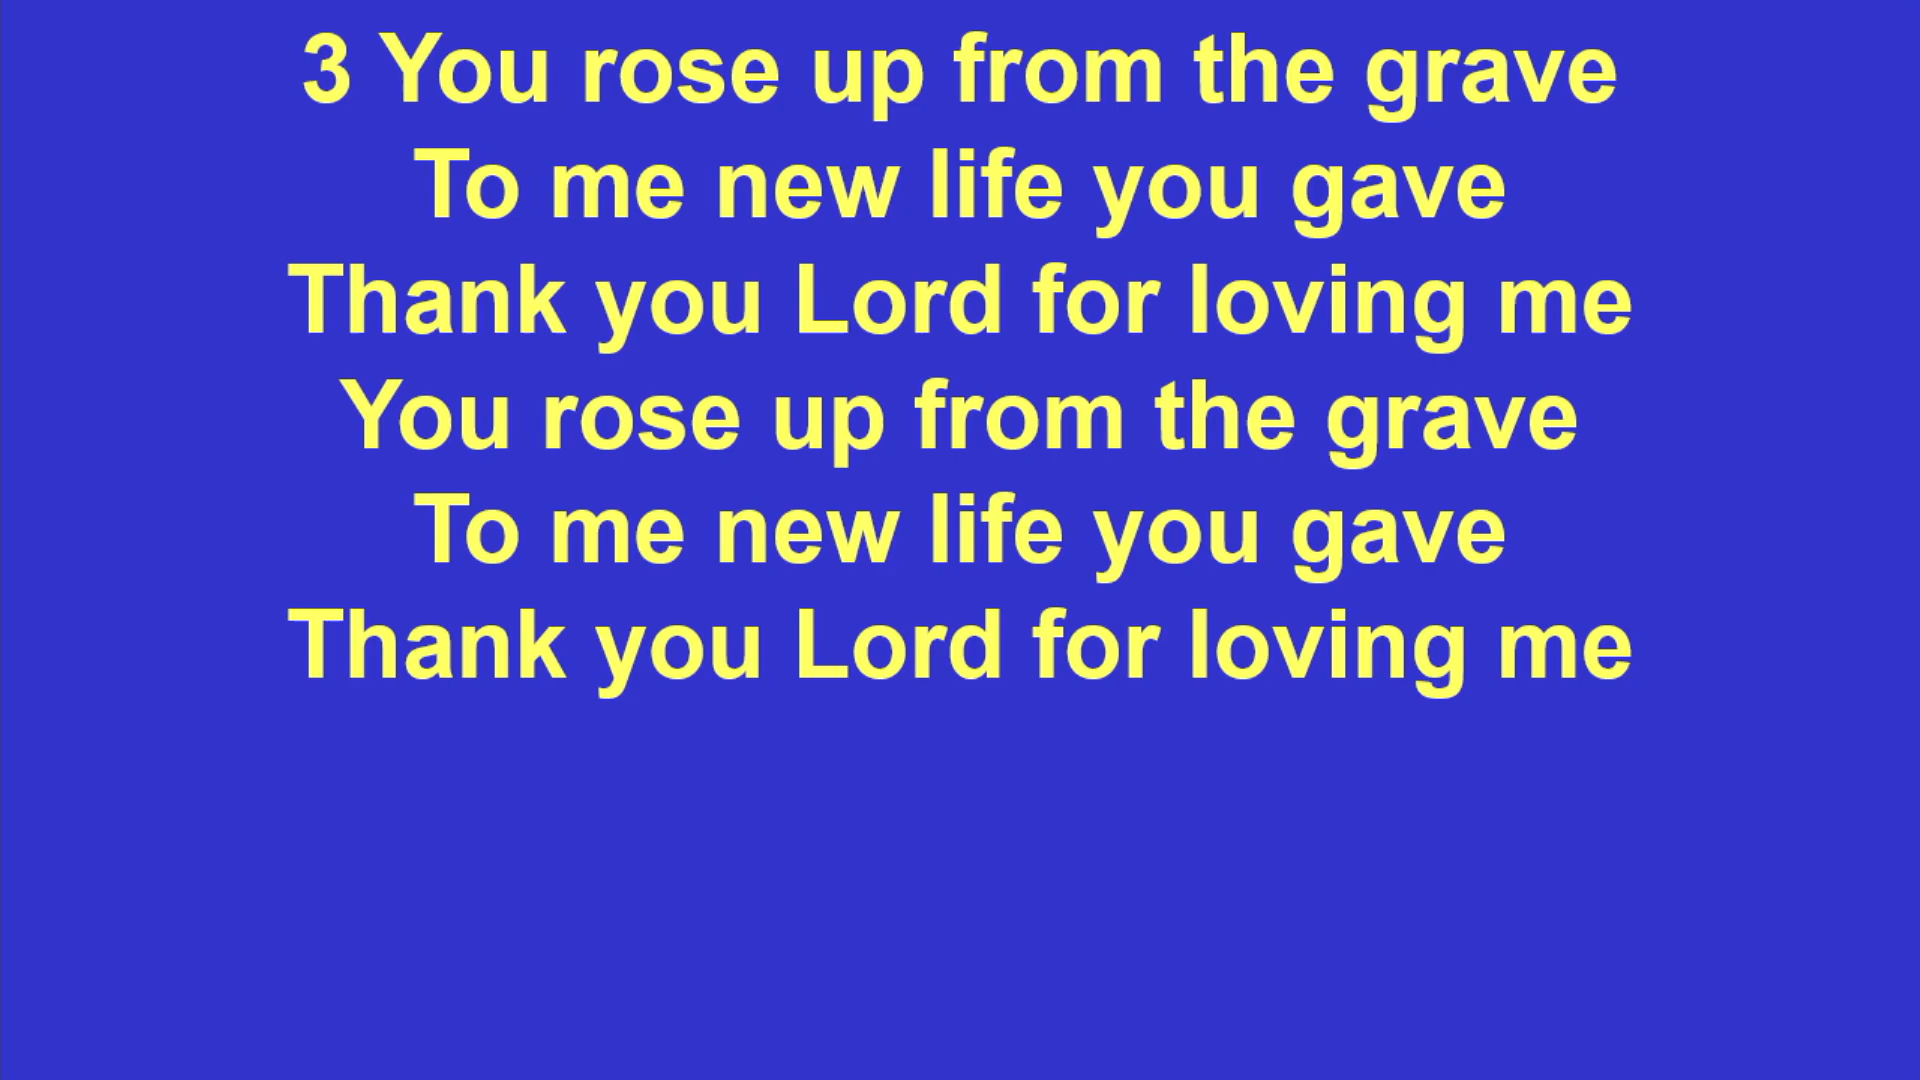 3 You rose up from the grave
To me new life you gave
Thank you Lord for loving me
You rose up from the grave
To me new life you gave
Thank you Lord for loving me